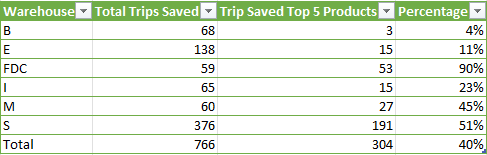 Warehouse Total Trips Saved Trip Saved Top 5 Products Percentage
B 68 3 4%
E 138 15 11%
FDC 59 53 90%
I 65 15 23%
M 60 27 45%
S 376 191 51%
Total 766 304 40%